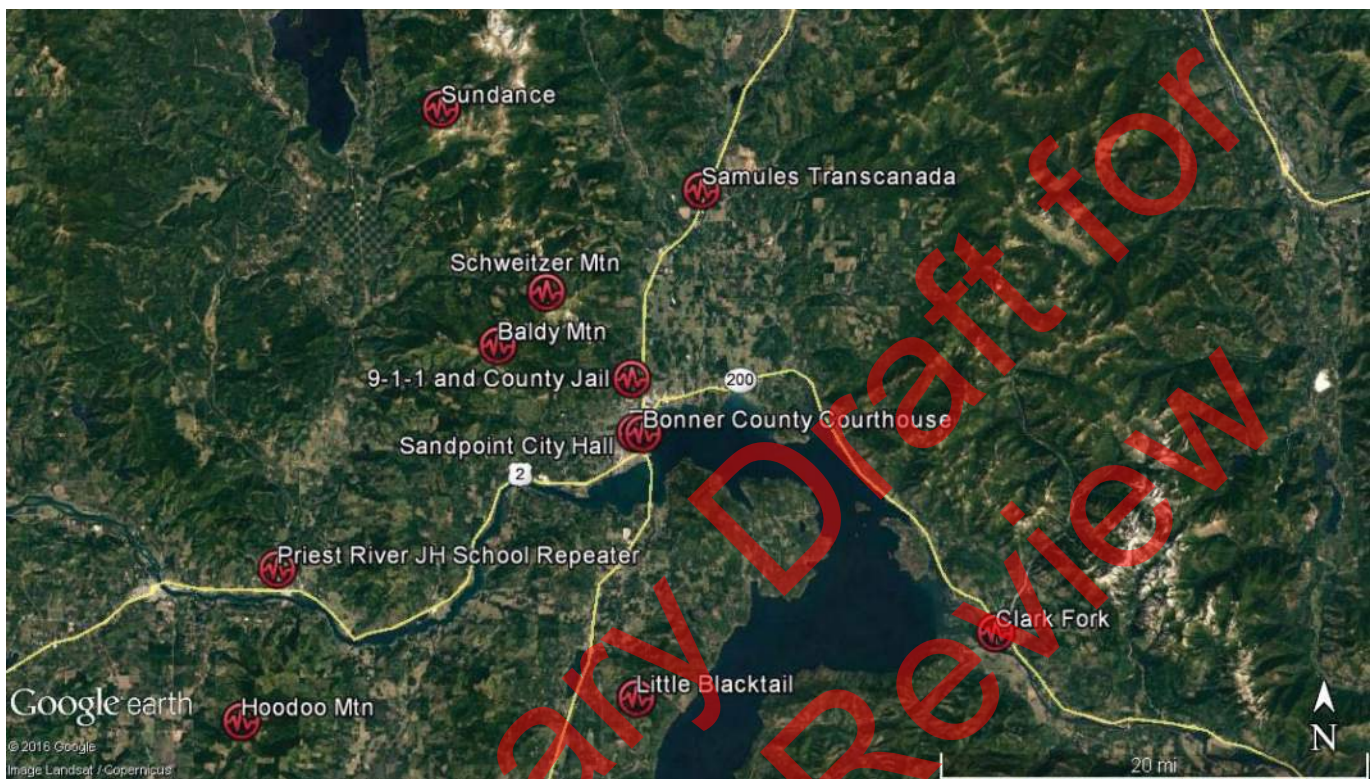 Sundance
Samules Transcanada
Schweitzer Mtn
Baldy Mtn
9-1-1 and County Jail
200
Bonner County Courthouse
Sandpoint City Hall
2
Priest River JH School Repeater
Clark Fork
Little Blacktail
Hoodoo Mtn
Google earth
© 2016 Google
Image Landsat / Copernicus
N
20 mi
ary Draft for
Review